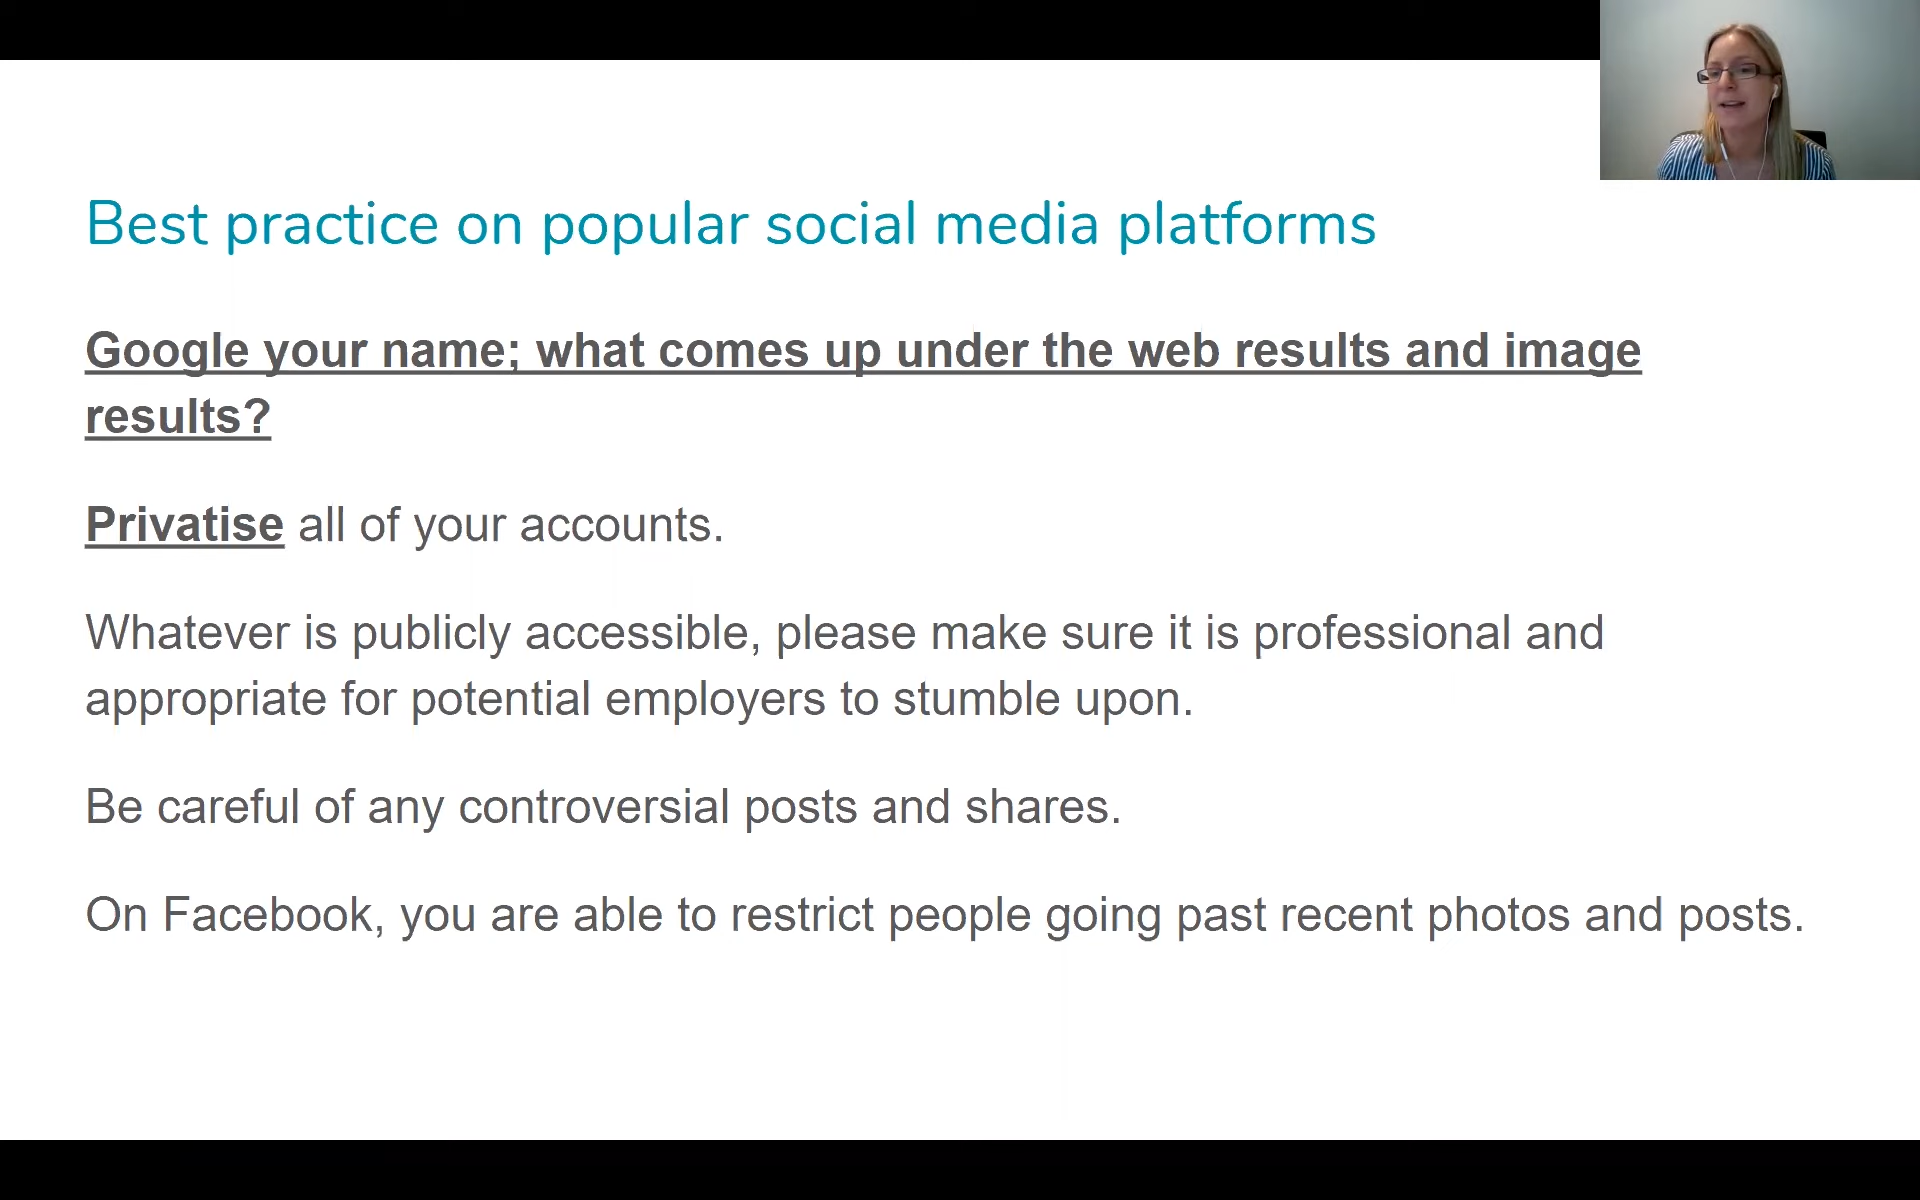 Best practice on popular social media platforms
Google your name; what comes up under the web results and image
results?
Privatise all of your accounts.
Whatever is publicly accessible, please make sure it is professional and
appropriate for potential employers to stumble upon.
Be careful of any controversial posts and shares.
On Facebook, you are able to restrict people going past recent photos and posts.